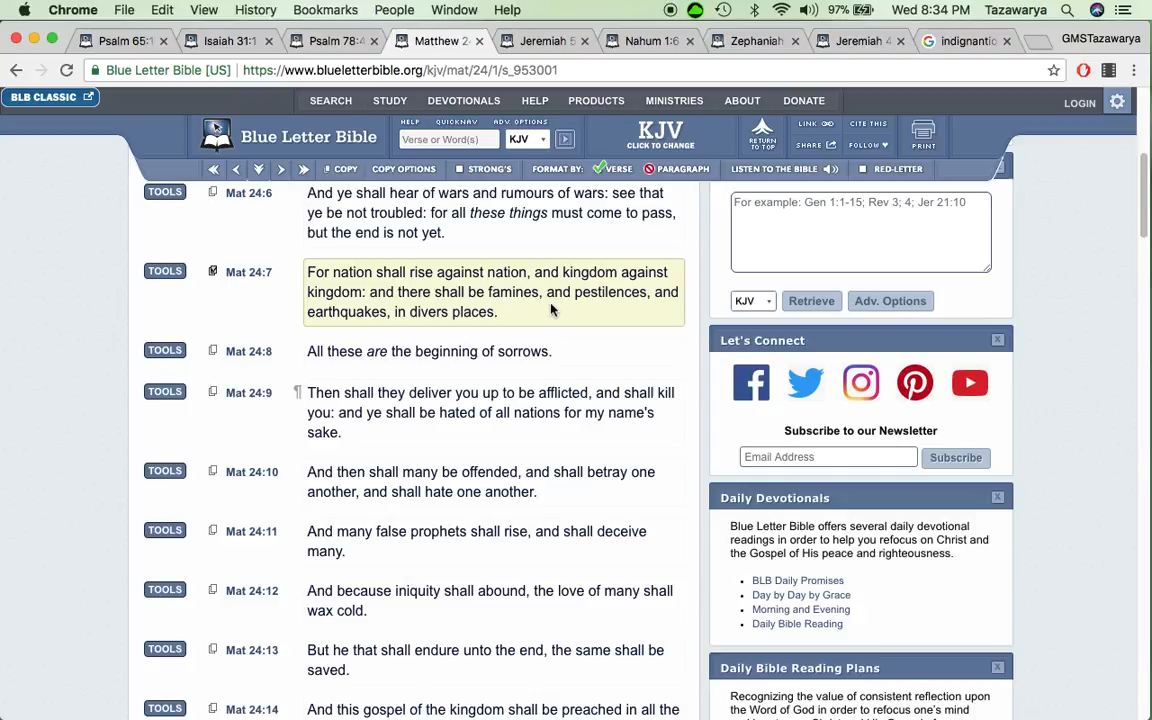 Chrome File Edit View History Bookmarks People Window Help 97% Wed 8:34 PM Tazawarya
Psalm 65:1 Isaiah 31:1 Psalm 78:4 Matthew 24 Jeremiah 5 Nahum 1:6 Zephaniah Jeremiah 4 indignantio GMSTazawarya
Blue Letter Bible [US] https://www.blueletterbible.org/kjv/mat/24/1/s_953001
BLB CLASSIC SEARCH STUDY DEVOTIONALS HELP PRODUCTS MINISTRIES ABOUT DONATE LOGIN
HELP QUICKNAV ADV. OPTIONS
Blue Letter Bible Verse or Word(s) KJV
KJV
CLICK TO CHANGE
RETURN
TO TOP
LINK CITE THIS
SHARE FOLLOW
PRINT
COPY COPY OPTIONS STRONG'S FORMAT BY: VERSE PARAGRAPH LISTEN TO THE BIBLE RED-LETTER
TOOLS Mat 24:6 And ye shall hear of wars and rumours of wars: see that
ye be not troubled: for all these things must come to pass,
but the end is not yet.
TOOLS Mat 24:7 For nation shall rise against nation, and kingdom against
kingdom: and there shall be famines, and pestilences, and
earthquakes, in divers places.
TOOLS Mat 24:8 All these are the beginning of sorrows.
TOOLS Mat 24:9 ¶ Then shall they deliver you up to be afflicted, and shall kill
you: and ye shall be hated of all nations for my name's
sake.
TOOLS Mat 24:10 And then shall many be offended, and shall betray one
another, and shall hate one another.
TOOLS Mat 24:11 And many false prophets shall rise, and shall deceive
many.
TOOLS Mat 24:12 And because iniquity shall abound, the love of many shall
wax cold.
TOOLS Mat 24:13 But he that shall endure unto the end, the same shall be
saved.
TOOLS Mat 24:14 And this gospel of the kingdom shall be preached in all the
For example: Gen 1:1-15; Rev 3; 4; Jer 21:10
KJV Retrieve Adv. Options
Let's Connect
Subscribe to our Newsletter
Email Address Subscribe
Daily Devotionals
Blue Letter Bible offers several daily devotional
readings in order to help you refocus on Christ and
the Gospel of His peace and righteousness.
BLB Daily Promises
Day by Day by Grace
Morning and Evening
Daily Bible Reading
Daily Bible Reading Plans
Recognizing the value of consistent reflection upon
the Word of God in order to refocus one's mind